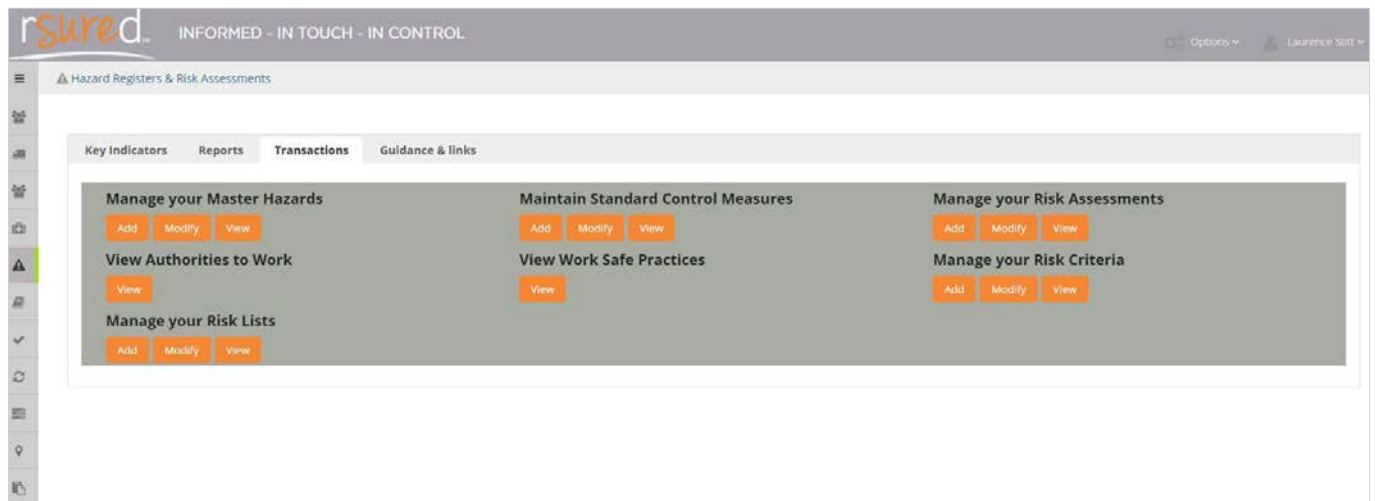 rsured™ INFORMED - IN TOUCH - IN CONTROL
Options Laurence Stitt
Hazard Registers & Risk Assessments
Key Indicators Reports Transactions Guidance & links
Manage your Master Hazards Maintain Standard Control Measures Manage your Risk Assessments
Add Modify View Add Modify View Add Modify View
View Authorities to Work View Work Safe Practices Manage your Risk Criteria
View View Add Modify View
Manage your Risk Lists
Add Modify View